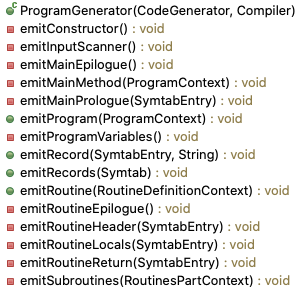 ProgramGenerator(CodeGenerator, Compiler)
emitConstructor() : void
emitInputScanner() : void
emitMainEpilogue() : void
emitMainMethod(ProgramContext) : void
emitMainPrologue(SymtabEntry) : void
emitProgram(ProgramContext) : void
emitProgramVariables() : void
emitRecord(SymtabEntry, String) : void
emitRecords(Symtab) : void
emitRoutine(RoutineDefinitionContext) : void
emitRoutineEpilogue() : void
emitRoutineHeader(SymtabEntry) : void
emitRoutineLocals(SymtabEntry) : void
emitRoutineReturn(SymtabEntry) : void
emitSubroutines(RoutinesPartContext) : void